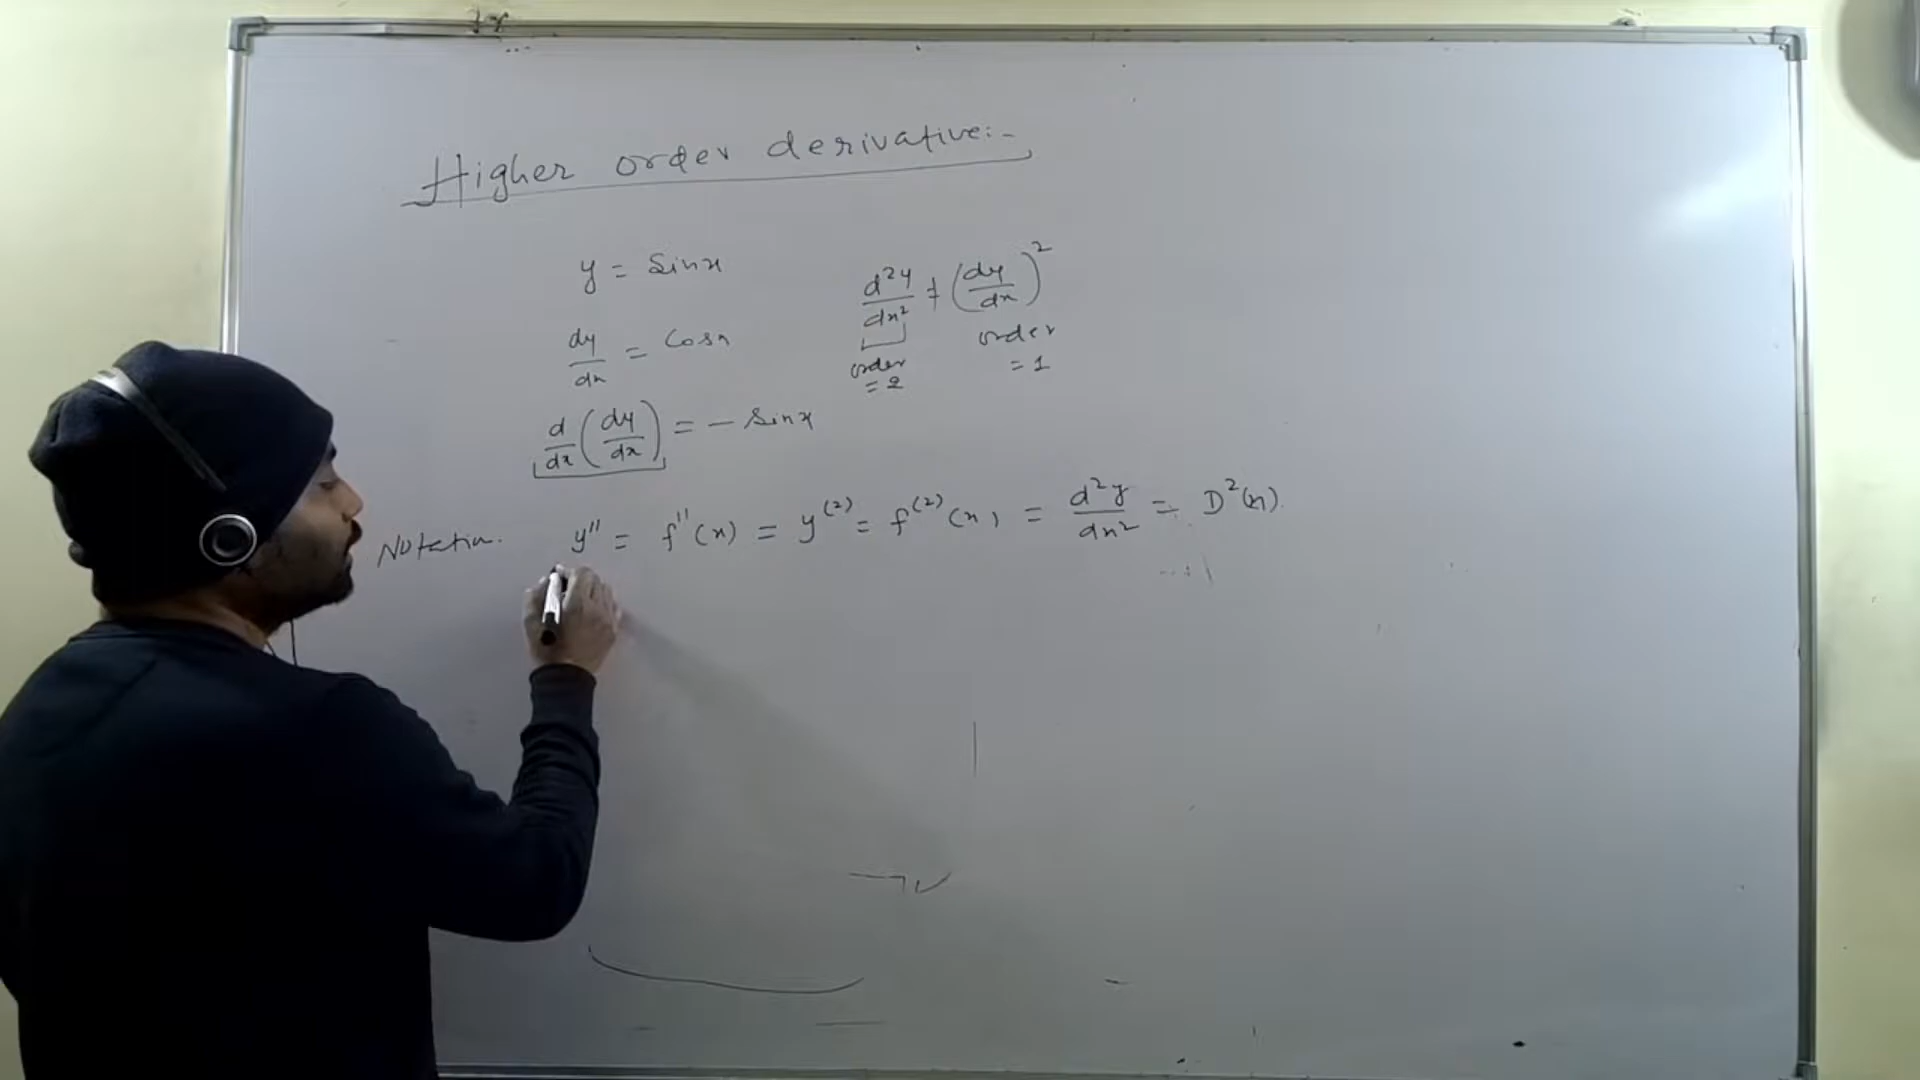 Higher order derivative:-
y = Sinx
dy/dx = Cosx
d/dx (dy/dx) = - Sinx
d²y/dx² ≠ (dy/dx)²
order = 2
order = 1
Notation. y'' = f''(x) = y⁽²⁾ = f⁽²⁾(x) = d²y/dx² = D²(x)